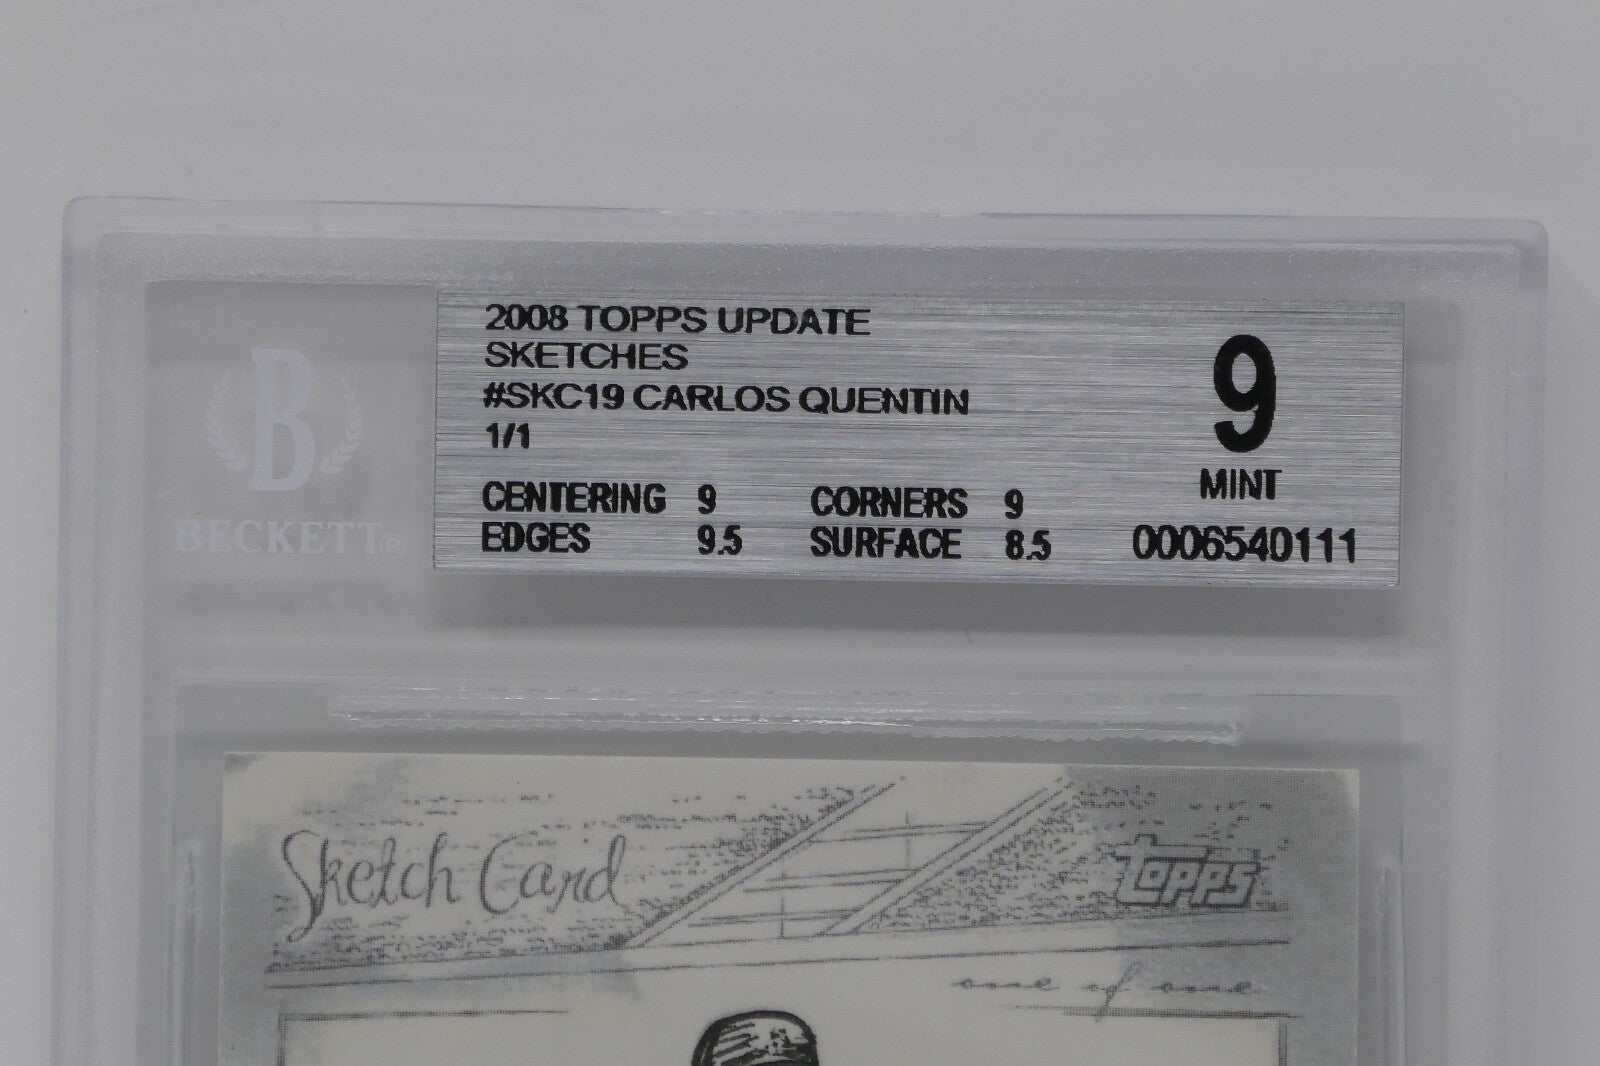 2008 TOPPS UPDATE
SKETCHES
#SKC19 CARLOS QUENTIN
1/1
9
MINT
CENTERING 9 CORNERS 9
EDGES 9.5 SURFACE 8.5
0006540111
B
BECKETT®
Sketch Card
Topps
one of one